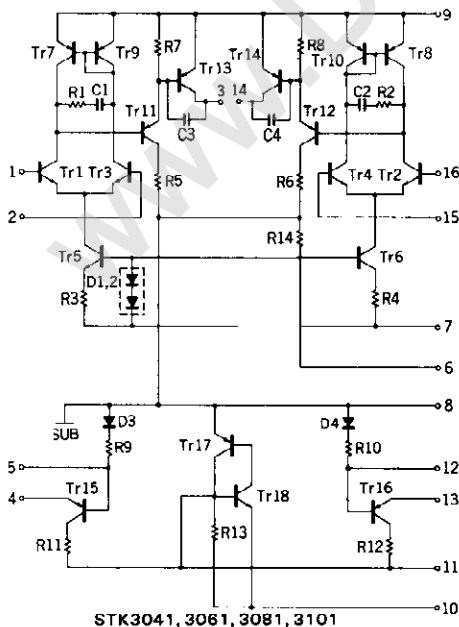 9
Tr7 Tr9 R7 Tr14 R8 Tr10 Tr8
Tr13
R1 C1 3 14 C2 R2
Tr11 C3 C4 Tr12
1 Tr1 Tr3 R5 R6 Tr4 Tr2 16
2 15
R14
Tr5 Tr6
D1,2
R3 R4
7
6
8
SUB D3 Tr17 D4
R9 R10
5 12
4 Tr15 Tr18 Tr16 13
R11 R13 R12
11
10
STK3041, 3061, 3081, 3101
www.D